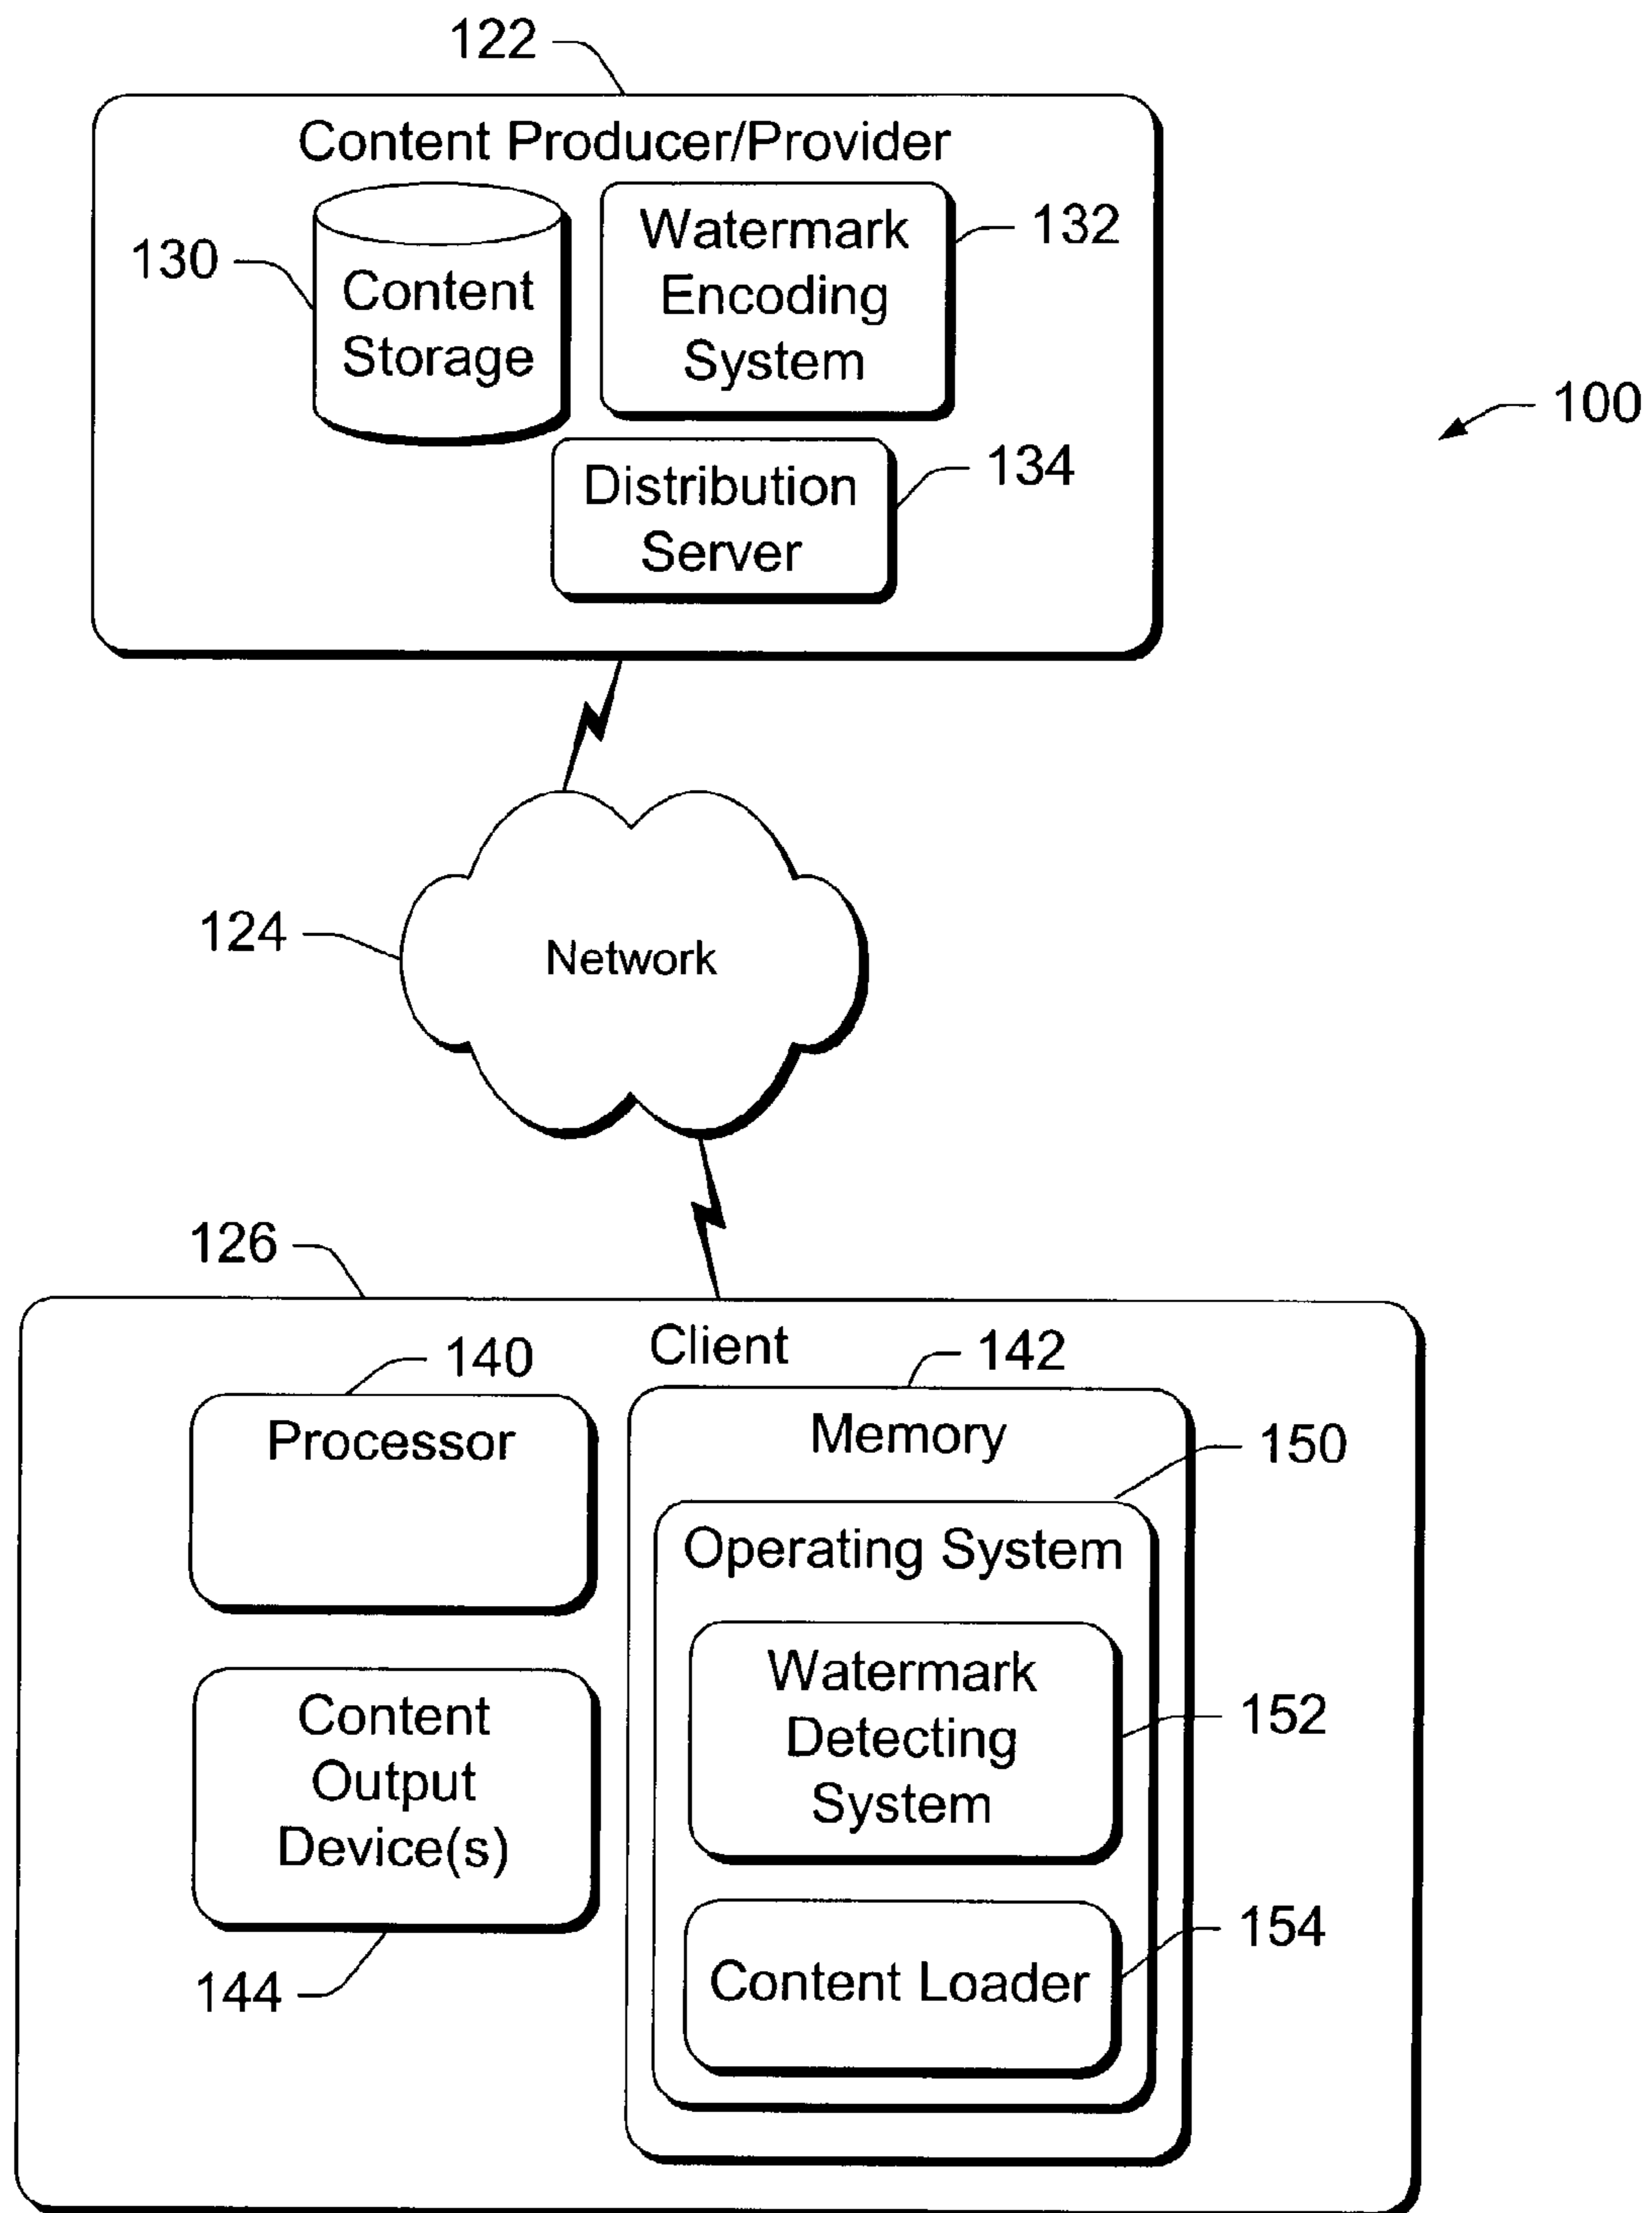 122
Content Producer/Provider
130
Content
Storage
Watermark
Encoding
System
132
100
Distribution
Server
134
124
Network
126
Client
140
Processor
142
Memory
150
Operating System
Watermark
Detecting
System
152
Content
Output
Device(s)
144
Content Loader
154